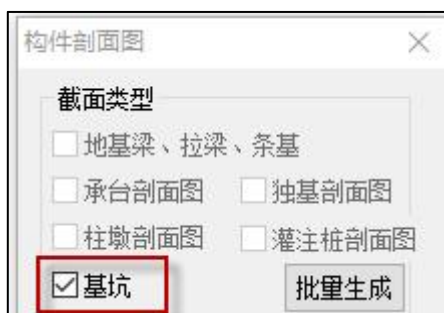 构件剖面图
截面类型
地基梁、拉梁、条基
承台剖面图 独基剖面图
柱墩剖面图 灌注桩剖面图
基坑 批量生成